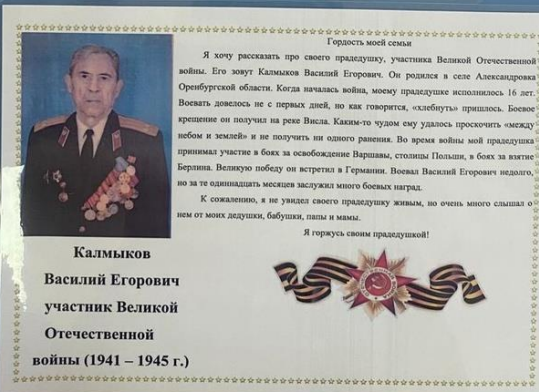 Гордость моей семьи
Я хочу рассказать про своего прадедушку, участника Великой Отечественной
войны. Его зовут Калмыков Василий Егорович. Он родился в селе Александровка
Оренбургской области. Когда началась война, моему прадедушке исполнилось 16 лет.
Воевать довелось не с первых дней, но как говорится, «хлебнуть» пришлось. Боевое
крещение он получил на реке Висла. Каким-то чудом ему удалось проскочить «между
небом и землей» и не получить ни одного ранения. Во время войны мой прадедушка
принимал участие в боях за освобождение Варшавы, столицы Польши, в боях за взятие
Берлина. Великую победу он встретил в Германии. Воевал Василий Егорович недолго,
но за те одиннадцать месяцев заслужил много боевых наград.
К сожалению, я не увидел своего прадедушку живым, но очень много слышал о
нем от моих дедушки, бабушки, папы и мамы.
Я горжусь своим прадедушкой!
Калмыков
Василий Егорович
участник Великой
Отечественной
войны (1941 – 1945 г.)